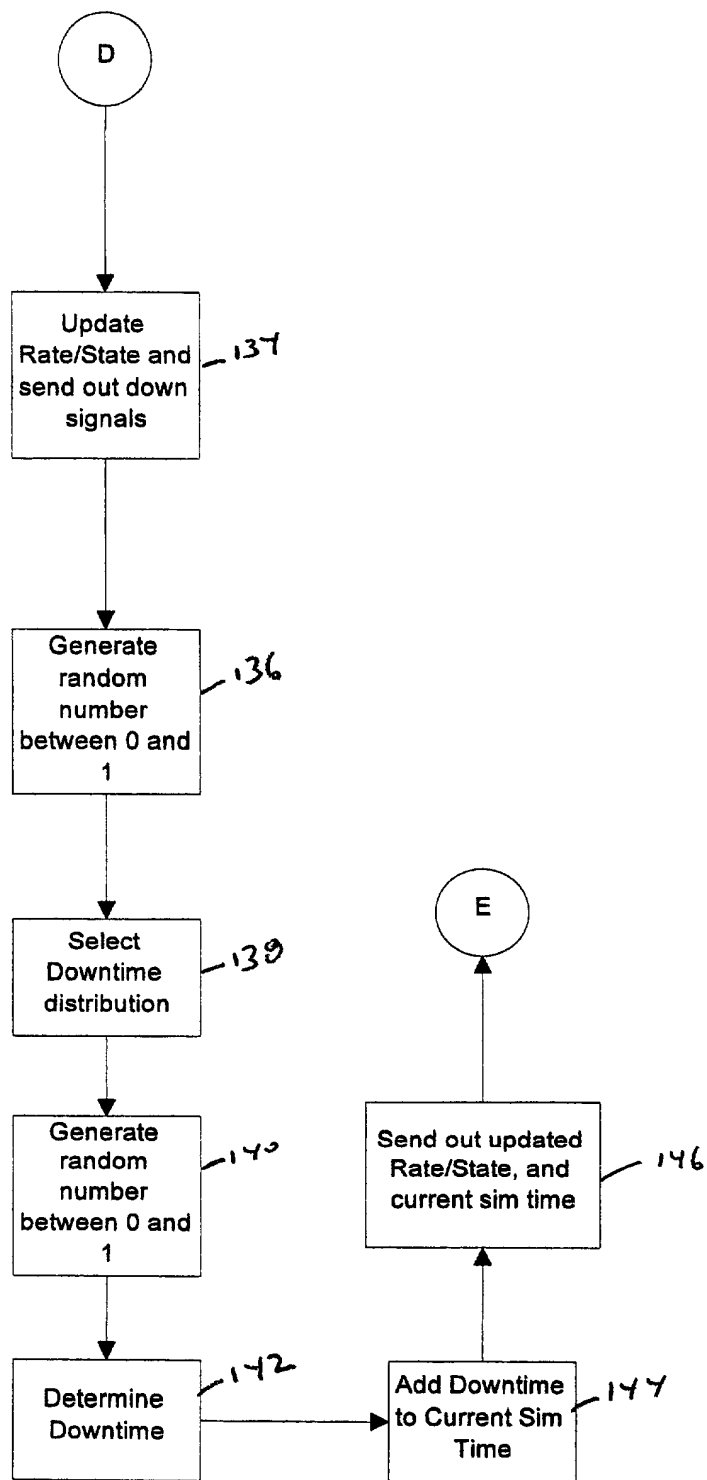 D
Update
Rate/State and
send out down
signals
134
Generate
random
number
between 0 and
1
136
Select
Downtime
distribution
138
Generate
random
number
between 0 and
1
140
Determine
Downtime
142
Add Downtime
to Current Sim
Time
144
Send out updated
Rate/State, and
current sim time
146
E